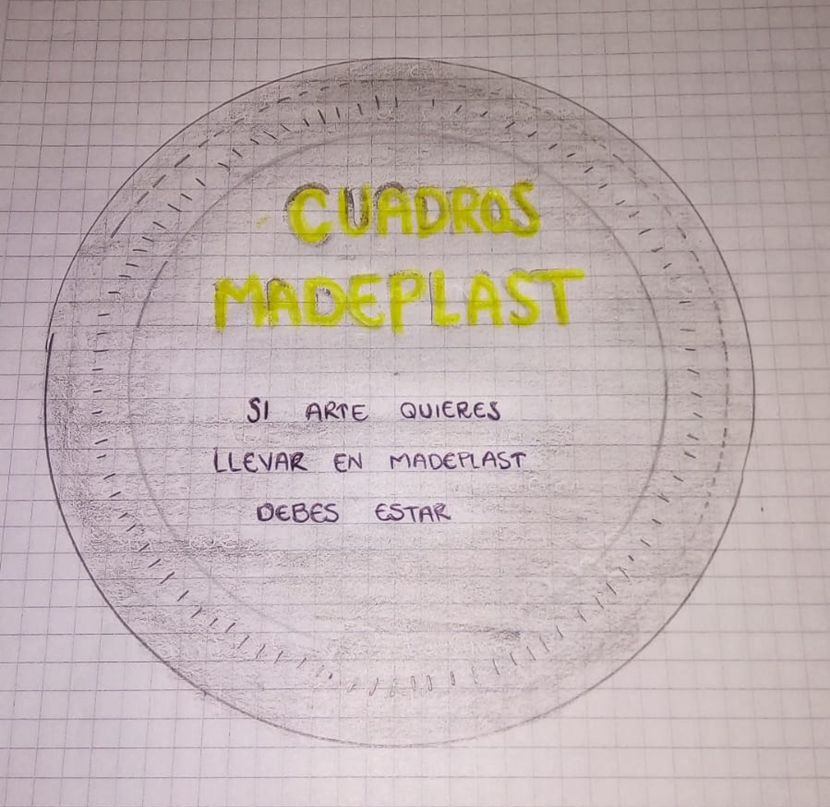 CUADROS
MADEPLAST
SI ARTE QUIERES
LLEVAR EN MADEPLAST
DEBES ESTAR